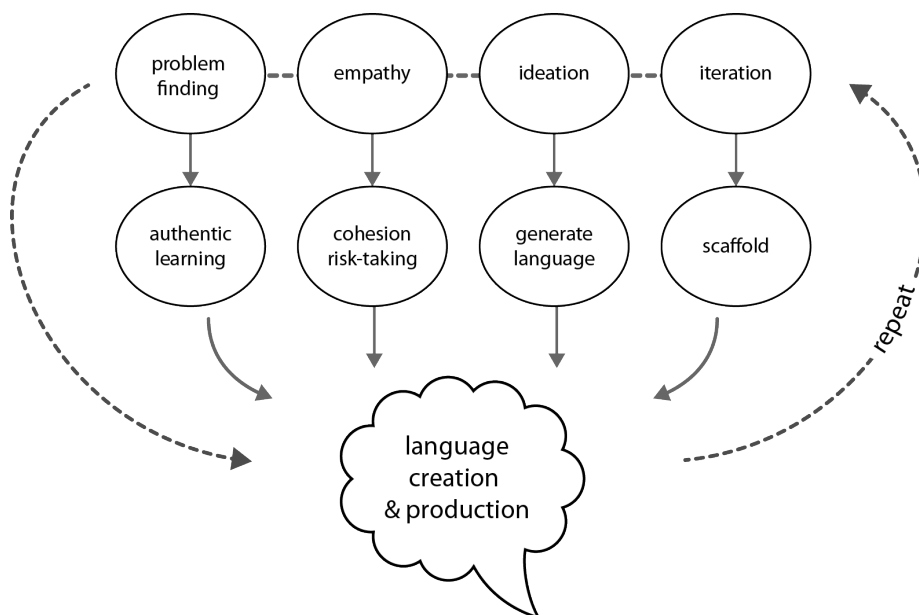 problem
finding
empathy
ideation
iteration
authentic
learning
cohesion
risk-taking
generate
language
scaffold
repeat
language
creation
& production